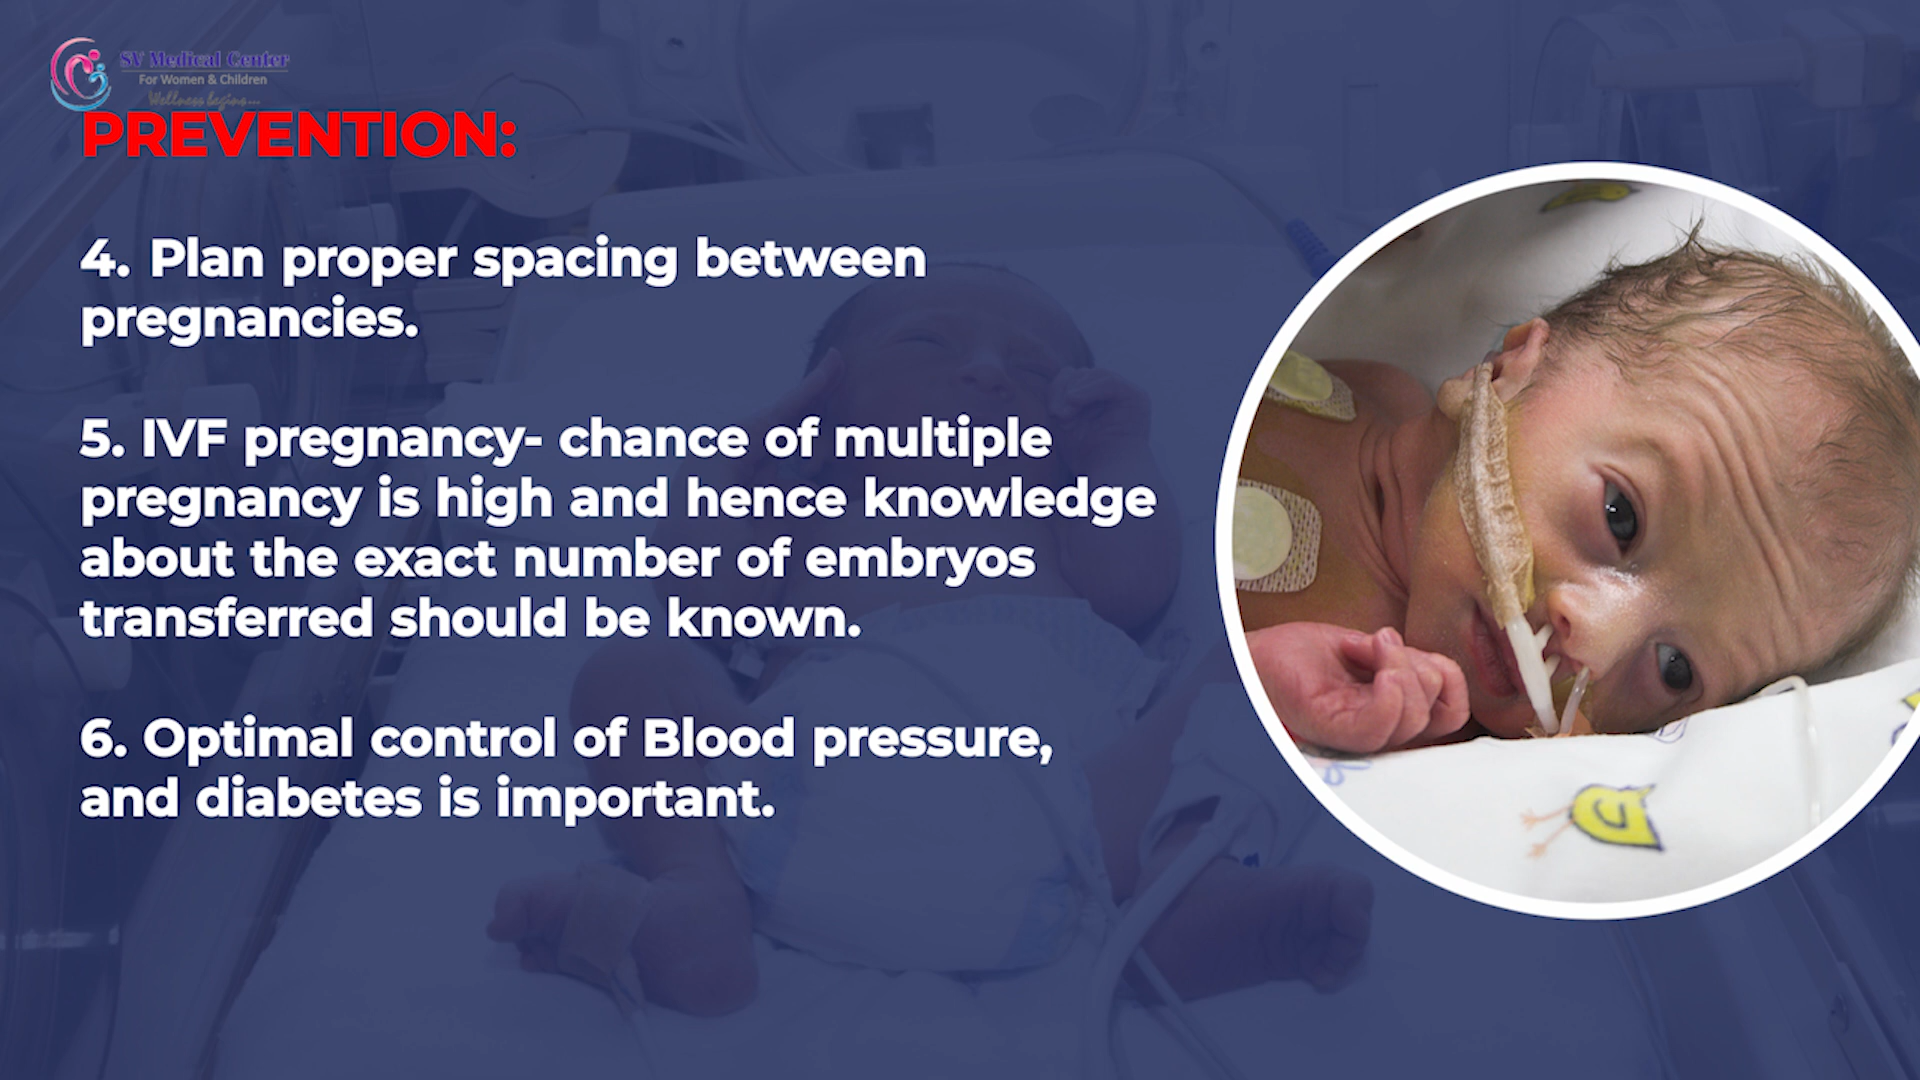 SV Medical Center
For Women & Children
Wellness begins...
PREVENTION:
4. Plan proper spacing between
pregnancies.
5. IVF pregnancy- chance of multiple
pregnancy is high and hence knowledge
about the exact number of embryos
transferred should be known.
6. Optimal control of Blood pressure,
and diabetes is important.